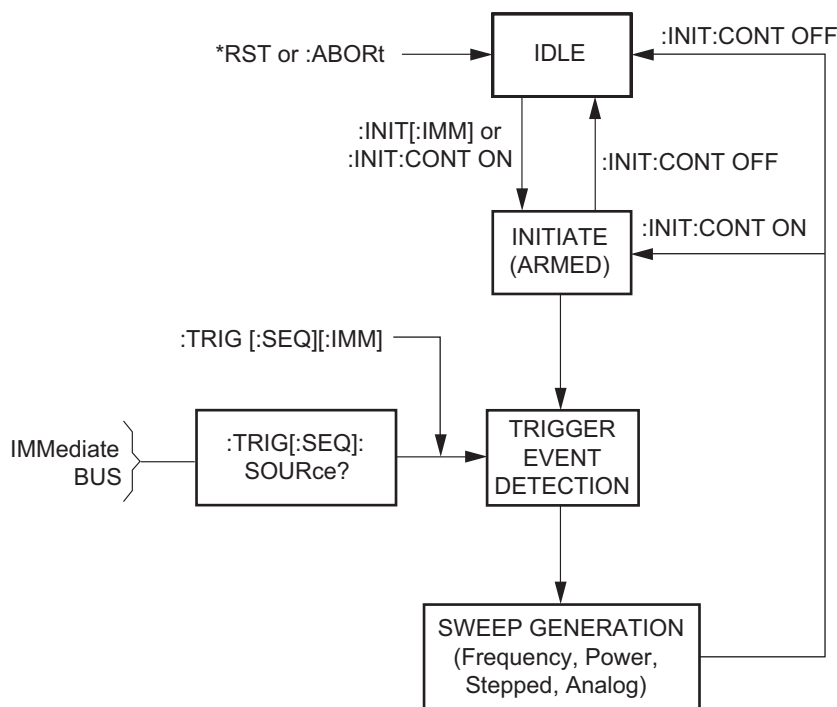 *RST or :ABORt
IDLE
:INIT:CONT OFF
:INIT[:IMM] or
:INIT:CONT ON
:INIT:CONT OFF
INITIATE
(ARMED)
:INIT:CONT ON
:TRIG [:SEQ][:IMM]
IMMediate
BUS
:TRIG[:SEQ]:
SOURce?
TRIGGER
EVENT
DETECTION
SWEEP GENERATION
(Frequency, Power,
Stepped, Analog)